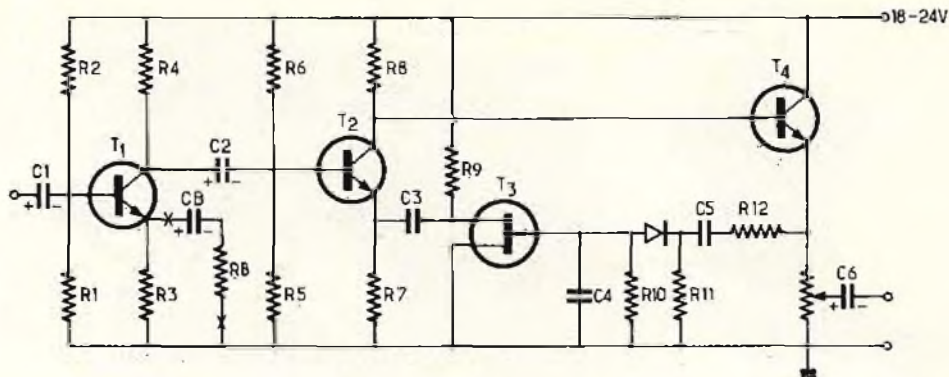 18-24V
R2
R4
R6
R8
T4
T2
T1
C2
R9
T3
C1
CB
C3
C5
R12
+ -
+ -
+ -
RB
C6
R1
R3
R5
R7
C4
R10
R11
+ -